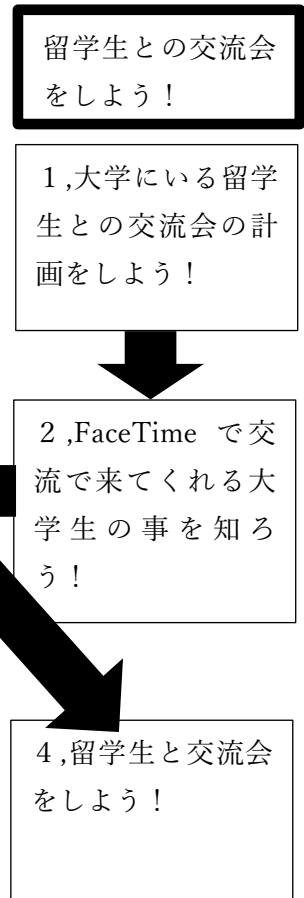 留学生との交流会
をしよう！
１,大学にいる留学
生との交流会の計
画をしよう！
２,FaceTime で交
流で来てくれる大
学生の事を知ろ
う！
４,留学生と交流会
をしよう！